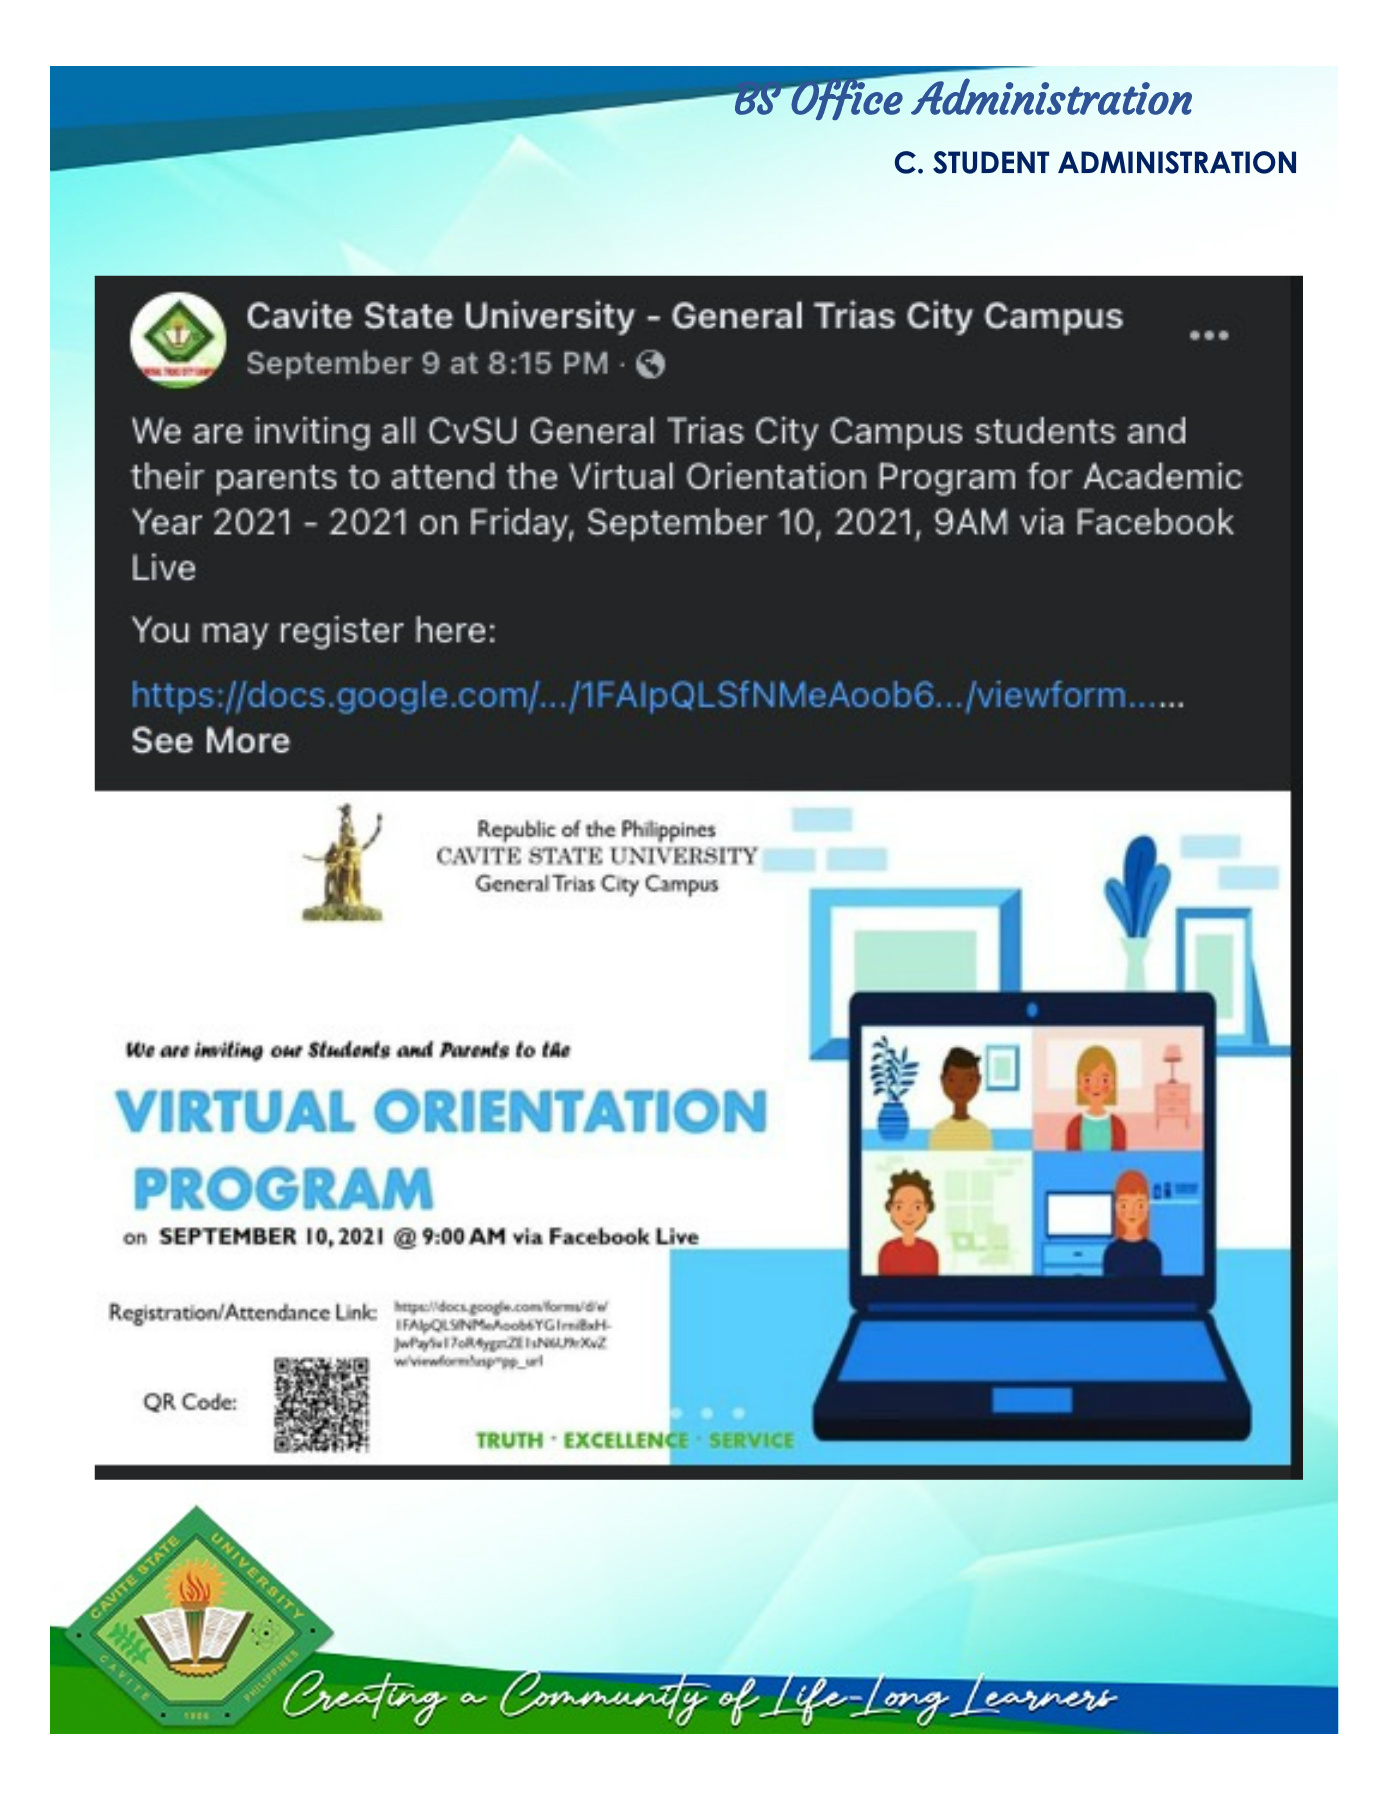 BS Office Administration
C. STUDENT ADMINISTRATION
Cavite State University - General Trias City Campus
September 9 at 8:15 PM ·
We are inviting all CvSU General Trias City Campus students and
their parents to attend the Virtual Orientation Program for Academic
Year 2021 - 2021 on Friday, September 10, 2021, 9AM via Facebook
Live
You may register here:
https://docs.google.com/.../1FAIpQLSfNMeAoob6.../viewform......
See More
Republic of the Philippines
CAVITE STATE UNIVERSITY
General Trias City Campus
We are inviting our Students and Parents to the
VIRTUAL ORIENTATION
PROGRAM
on SEPTEMBER 10, 2021 @ 9:00 AM via Facebook Live
Registration/Attendance Link:
https://docs.google.com/forms/d/e/
w/viewform?usp=pp_url
QR Code:
TRUTH · EXCELLENCE · SERVICE
CAVITE STATE UNIVERSITY
CAVITE PHILIPPINES
1906
Creating a Community of Life-Long Learners